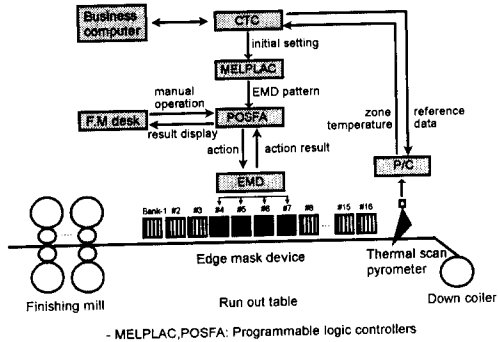 Business
computer
CTC
initial setting
MELPLAC
manual
operation
EMD pattern
F.M desk
POSFA
result display
zone
temperature
reference
data
action
action result
P/C
EMD
Bank-1 #2 #3 #4 #5 #6 #7 #8 ... #15 #16
Edge mask device
Thermal scan
pyrometer
Finishing mill
Run out table
Down coiler
- MELPLAC,POSFA: Programmable logic controllers